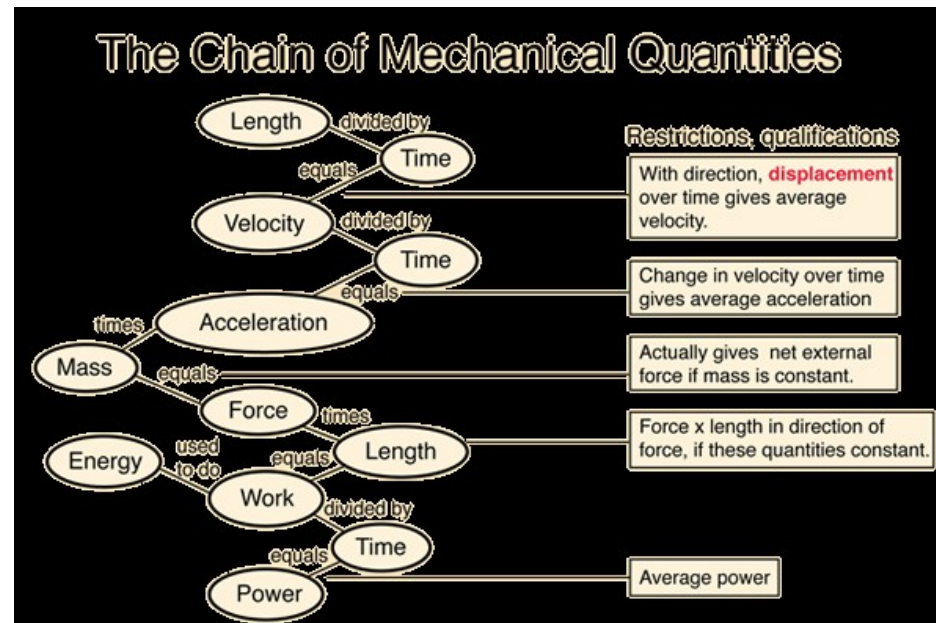 The Chain of Mechanical Quantities
Length
divided by
Time
equals
Velocity
divided by
Time
equals
Acceleration
times
Mass
equals
Force
times
Length
equals
Energy
used
to do
Work
divided by
Time
equals
Power
Restrictions, qualifications
With direction, displacement
over time gives average
velocity.
Change in velocity over time
gives average acceleration
Actually gives net external
force if mass is constant.
Force x length in direction of
force, if these quantities constant.
Average power